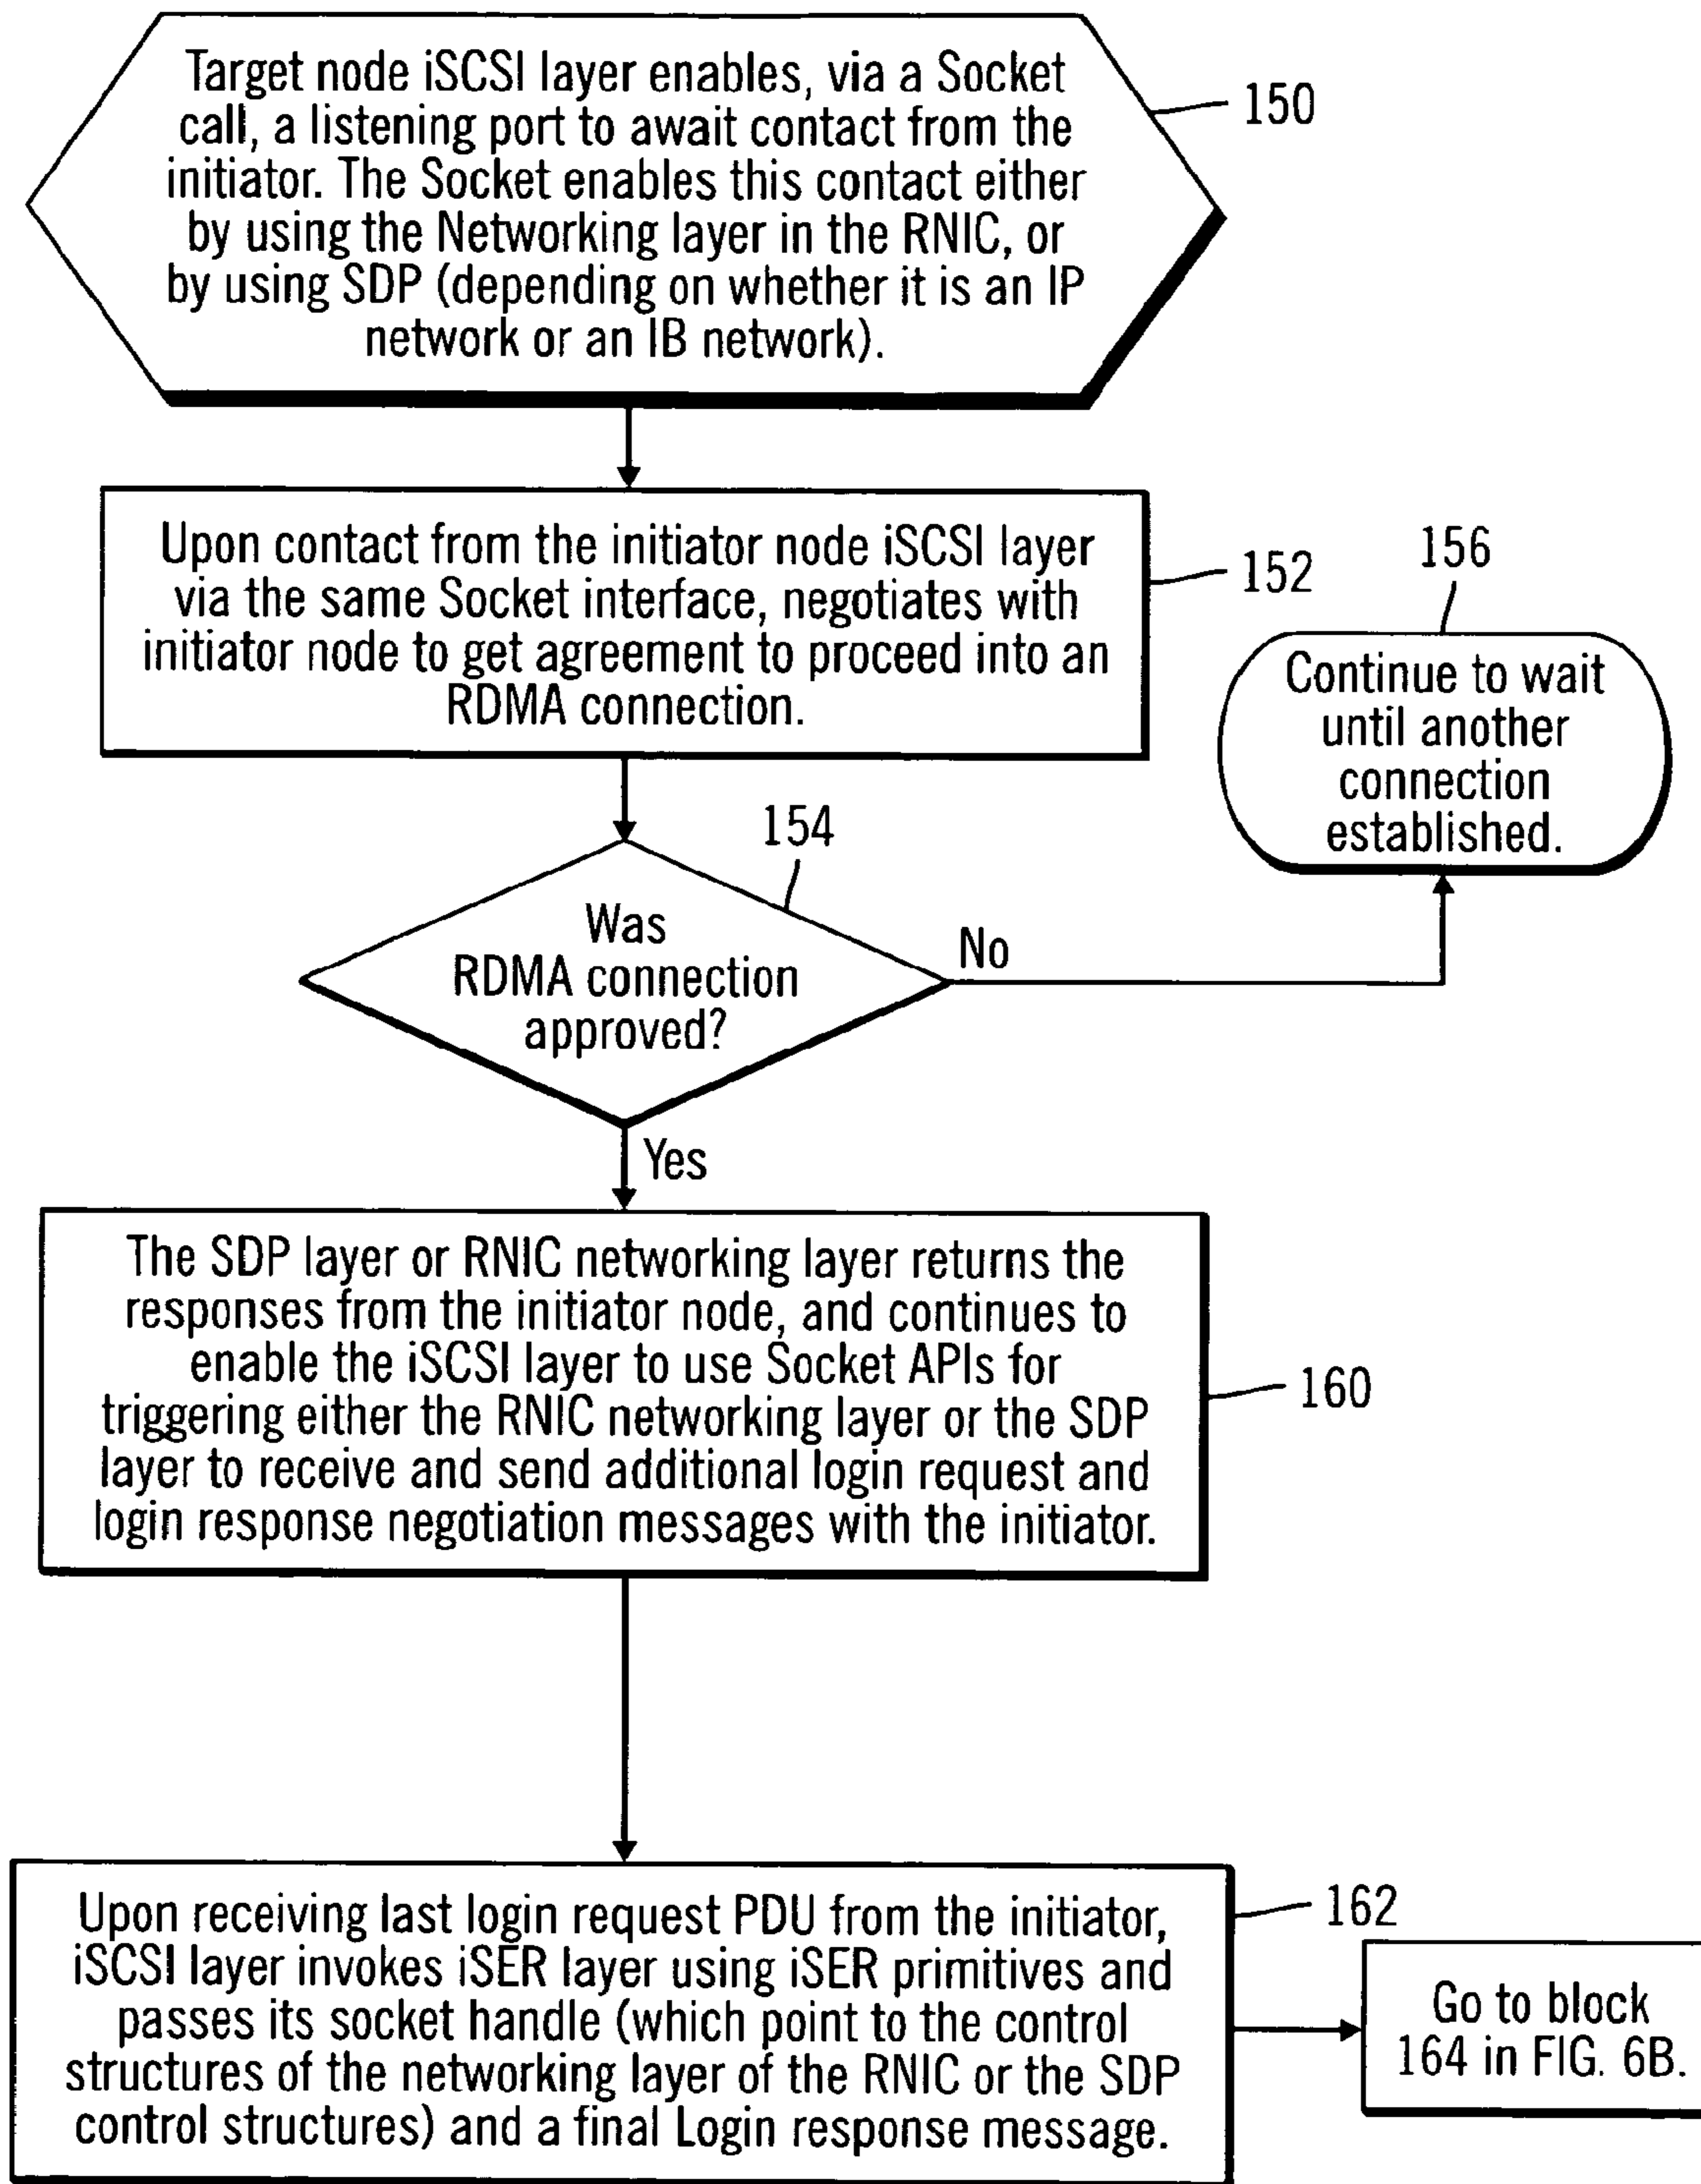 Target node iSCSI layer enables, via a Socket
call, a listening port to await contact from the
initiator. The Socket enables this contact either
by using the Networking layer in the RNIC, or
by using SDP (depending on whether it is an IP
network or an IB network).
150
Upon contact from the initiator node iSCSI layer
via the same Socket interface, negotiates with
initiator node to get agreement to proceed into an
RDMA connection.
152
156
Continue to wait
until another
connection
established.
154
Was
RDMA connection
approved?
No
Yes
The SDP layer or RNIC networking layer returns the
responses from the initiator node, and continues to
enable the iSCSI layer to use Socket APIs for
triggering either the RNIC networking layer or the SDP
layer to receive and send additional login request and
login response negotiation messages with the initiator.
160
Upon receiving last login request PDU from the initiator,
iSCSI layer invokes iSER layer using iSER primitives and
passes its socket handle (which point to the control
structures of the networking layer of the RNIC or the SDP
control structures) and a final Login response message.
162
Go to block
164 in FIG. 6B.